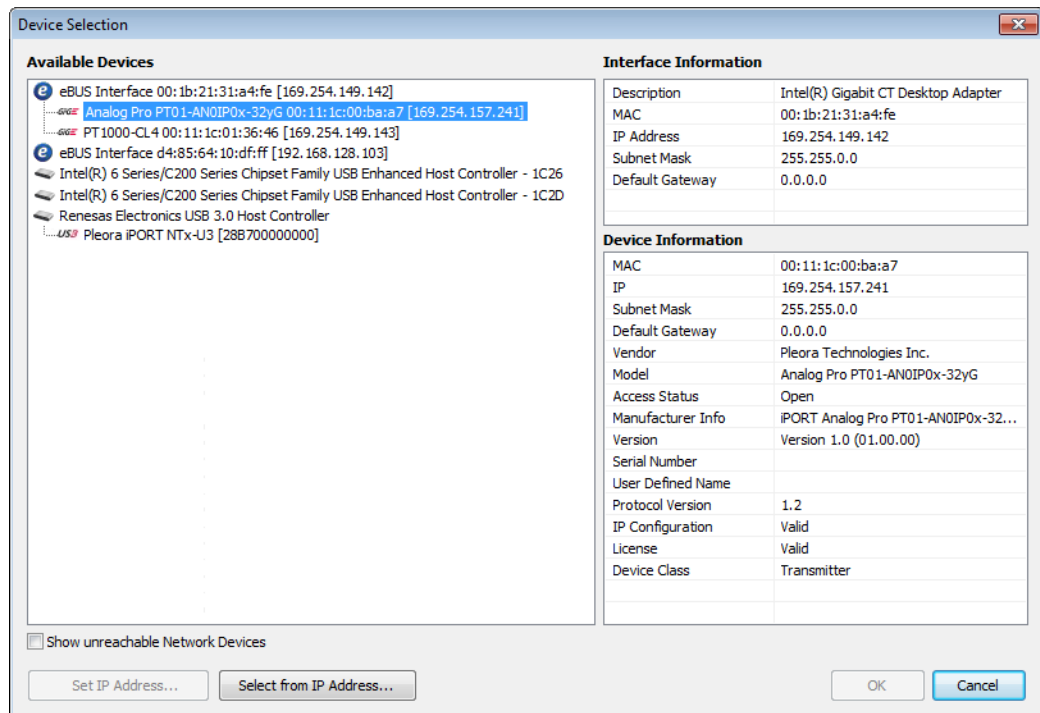 Device Selection
Available Devices
eBUS Interface 00:1b:21:31:a4:fe [169.254.149.142]
GIGE Analog Pro PT01-AN0IP0x-32yG 00:11:1c:00:ba:a7 [169.254.157.241]
GIGE PT1000-CL4 00:11:1c:01:36:46 [169.254.149.143]
eBUS Interface d4:85:64:10:df:ff [192.168.128.103]
Intel(R) 6 Series/C200 Series Chipset Family USB Enhanced Host Controller - 1C26
Intel(R) 6 Series/C200 Series Chipset Family USB Enhanced Host Controller - 1C2D
Renesas Electronics USB 3.0 Host Controller
USB Pleora iPORT NTx-U3 [28B700000000]
Show unreachable Network Devices
Set IP Address... Select from IP Address...
Interface Information
Description Intel(R) Gigabit CT Desktop Adapter
MAC 00:1b:21:31:a4:fe
IP Address 169.254.149.142
Subnet Mask 255.255.0.0
Default Gateway 0.0.0.0
Device Information
MAC 00:11:1c:00:ba:a7
IP 169.254.157.241
Subnet Mask 255.255.0.0
Default Gateway 0.0.0.0
Vendor Pleora Technologies Inc.
Model Analog Pro PT01-AN0IP0x-32yG
Access Status Open
Manufacturer Info iPORT Analog Pro PT01-AN0IP0x-32...
Version Version 1.0 (01.00.00)
Serial Number
User Defined Name
Protocol Version 1.2
IP Configuration Valid
License Valid
Device Class Transmitter
OK Cancel